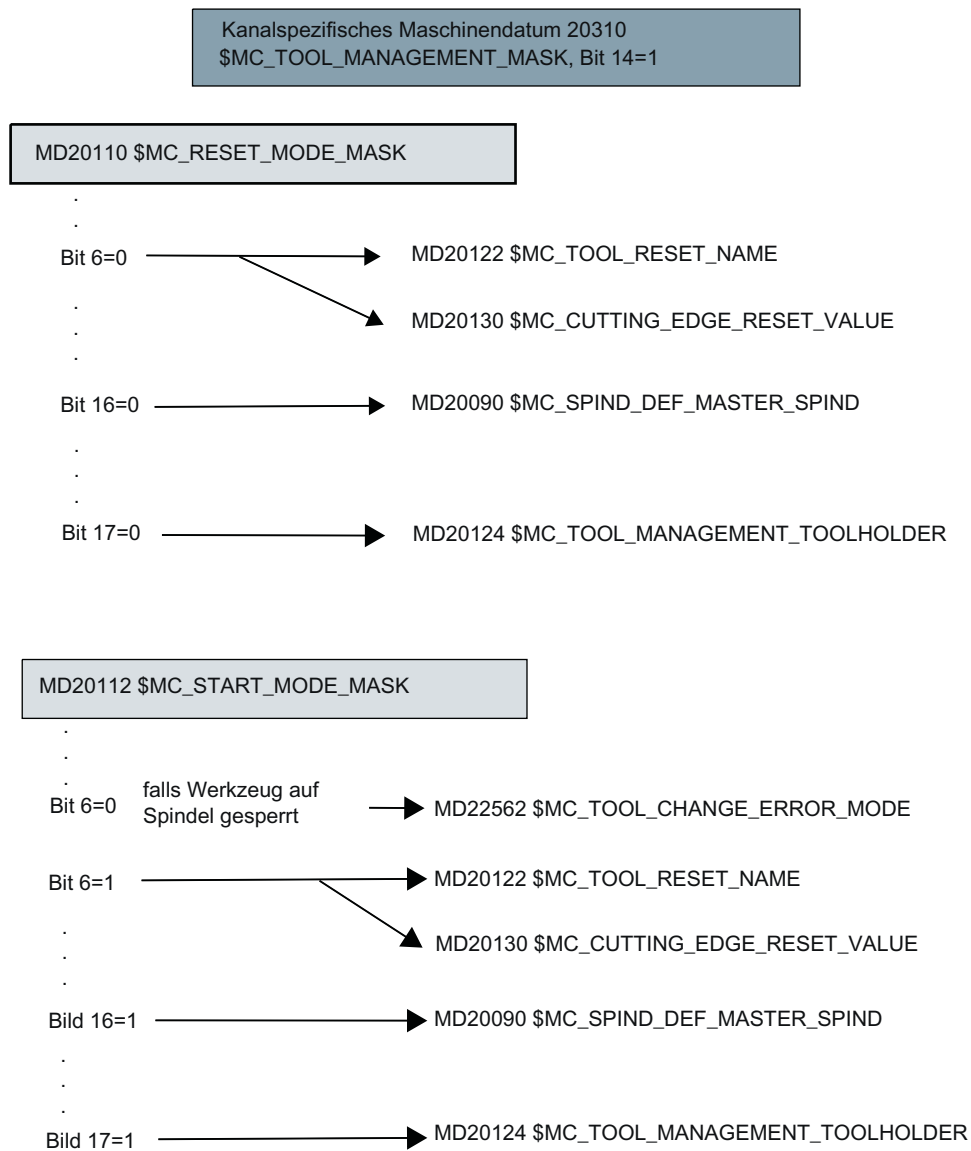 Kanalspezifisches Maschinendatum 20310
$MC_TOOL_MANAGEMENT_MASK, Bit 14=1
MD20110 $MC_RESET_MODE_MASK
.
.
Bit 6=0
MD20122 $MC_TOOL_RESET_NAME
.
MD20130 $MC_CUTTING_EDGE_RESET_VALUE
.
.
Bit 16=0
MD20090 $MC_SPIND_DEF_MASTER_SPIND
.
.
.
Bit 17=0
MD20124 $MC_TOOL_MANAGEMENT_TOOLHOLDER
MD20112 $MC_START_MODE_MASK
.
.
.
Bit 6=0
falls Werkzeug auf
Spindel gesperrt
MD22562 $MC_TOOL_CHANGE_ERROR_MODE
Bit 6=1
MD20122 $MC_TOOL_RESET_NAME
.
MD20130 $MC_CUTTING_EDGE_RESET_VALUE
.
.
Bild 16=1
MD20090 $MC_SPIND_DEF_MASTER_SPIND
.
.
.
Bild 17=1
MD20124 $MC_TOOL_MANAGEMENT_TOOLHOLDER